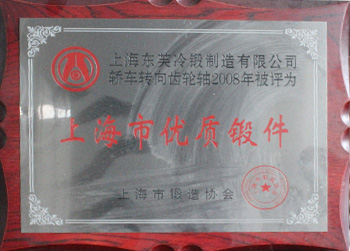 上海东芙冷锻制造有限公司
轿车转向齿轮轴2008年被评为
上海市优质锻件
上海市锻造协会